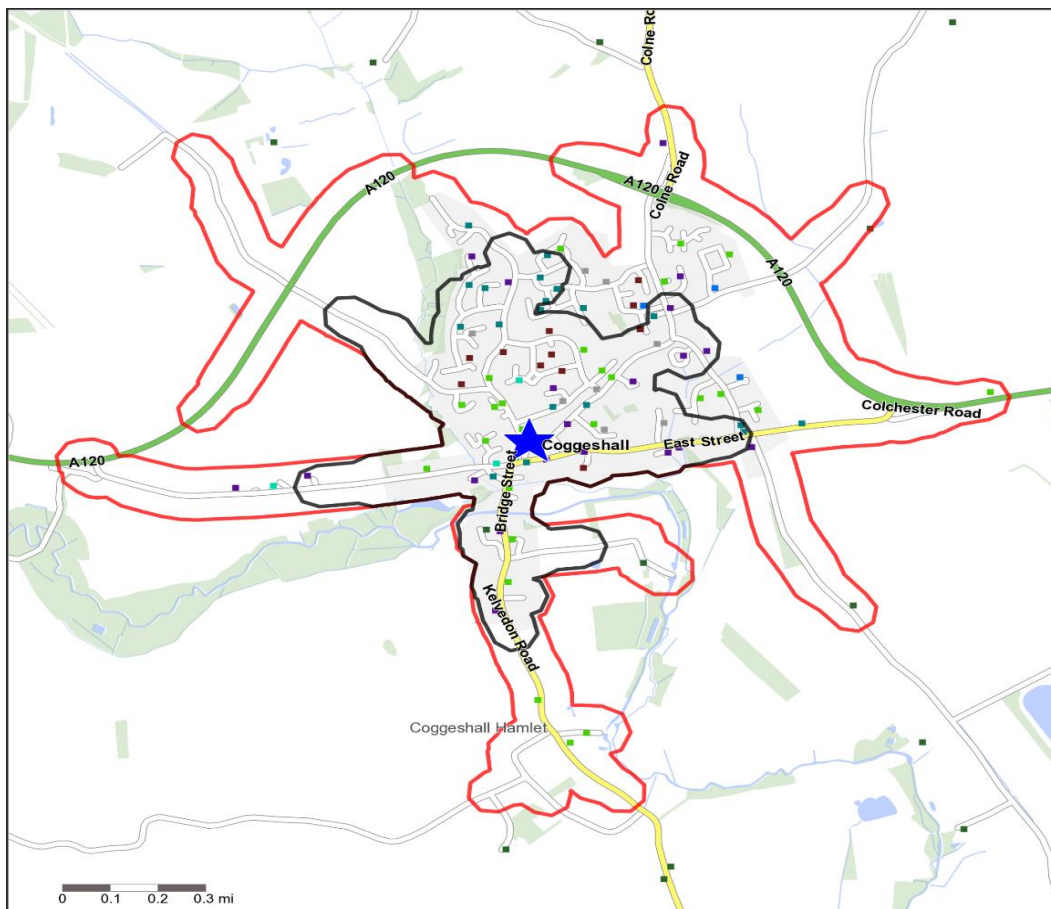 Colne Ro
A120
A120
Colne Road
A120
Colchester Road
East Street
Coggeshall
A120
Bridge Street
Kelvedon Road
Coggeshall Hamlet
0 0.1 0.2 0.3 mi